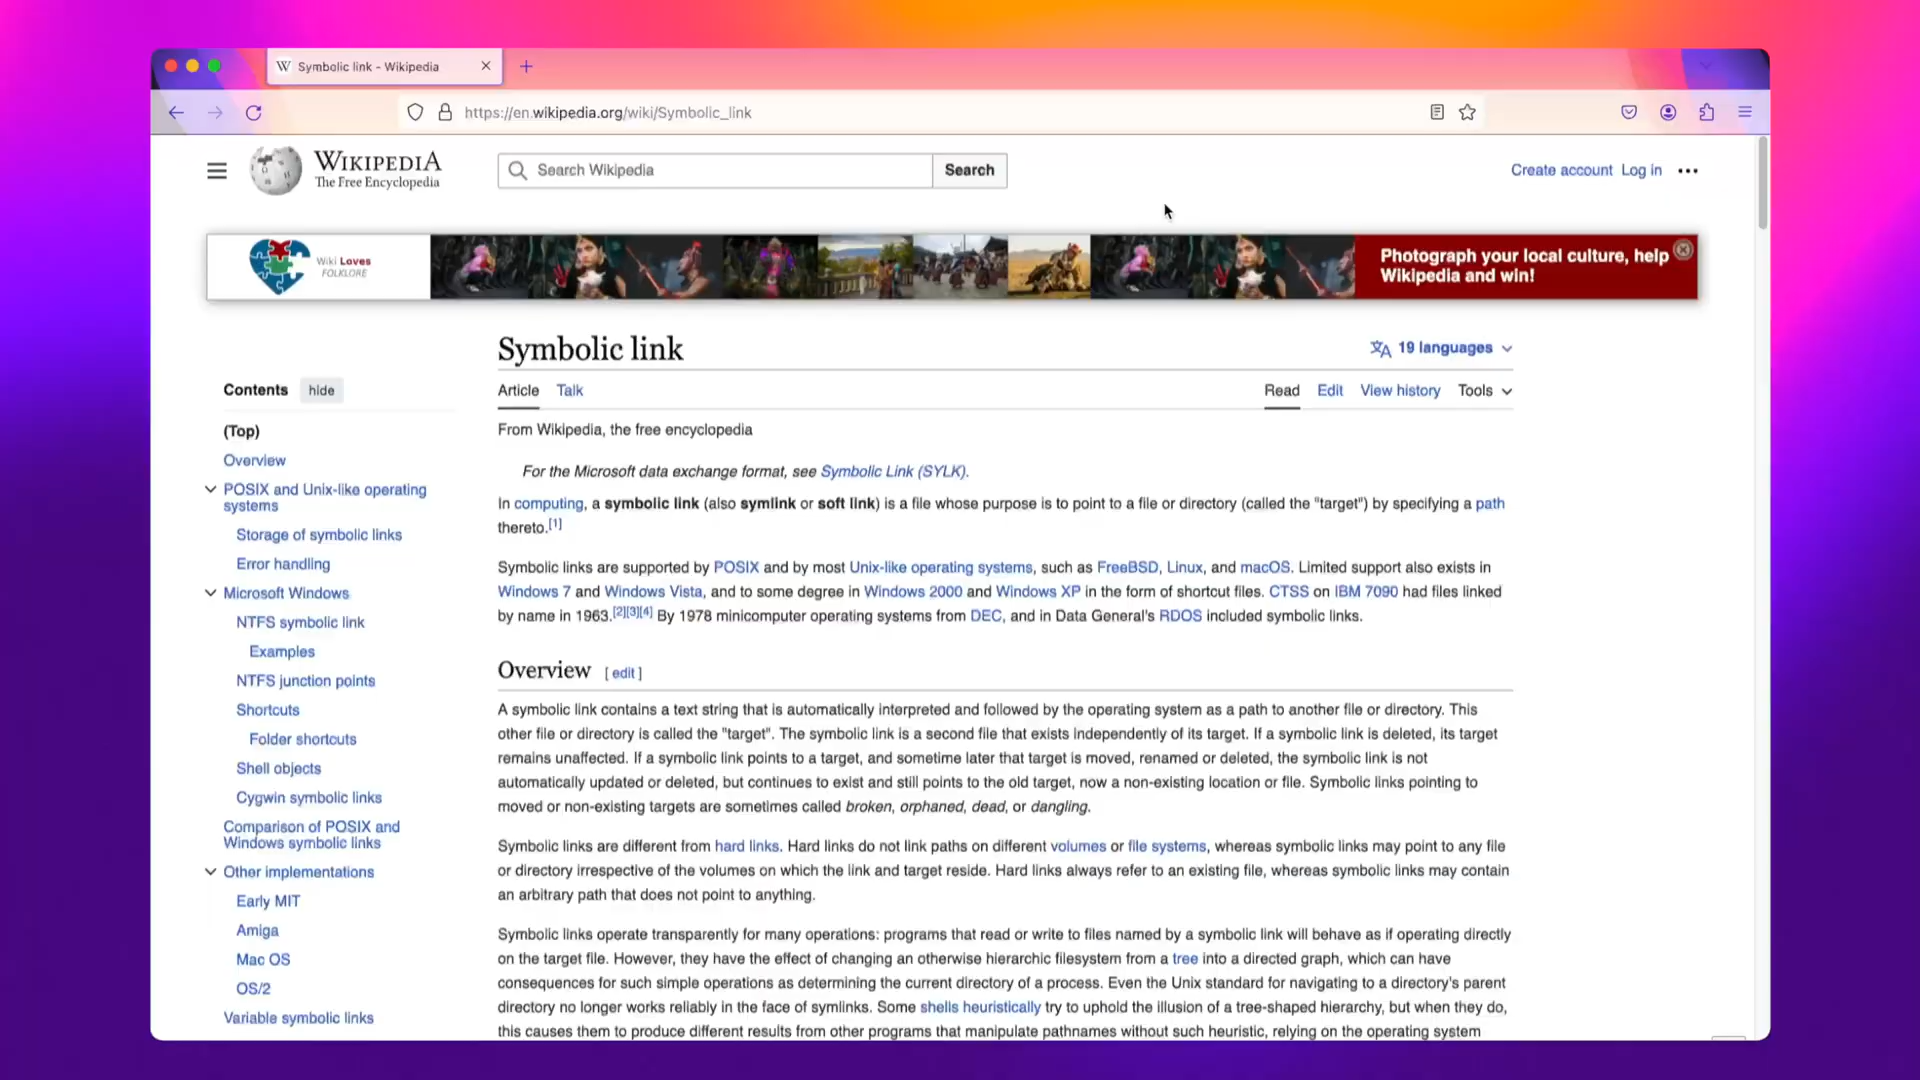 Symbolic link - Wikipedia
https://en.wikipedia.org/wiki/Symbolic_link
WIKIPEDIA
The Free Encyclopedia
Search Wikipedia
Search
Create account Log in
Wiki Loves
FOLKLORE
Photograph your local culture, help
Wikipedia and win!
Symbolic link
19 languages
Contents hide
(Top)
Overview
POSIX and Unix-like operating
systems
Storage of symbolic links
Error handling
Microsoft Windows
NTFS symbolic link
Examples
NTFS junction points
Shortcuts
Folder shortcuts
Shell objects
Cygwin symbolic links
Comparison of POSIX and
Windows symbolic links
Other implementations
Early MIT
Amiga
Mac OS
OS/2
Variable symbolic links
Article Talk
Read Edit View history Tools
From Wikipedia, the free encyclopedia
For the Microsoft data exchange format, see Symbolic Link (SYLK).
In computing, a symbolic link (also symlink or soft link) is a file whose purpose is to point to a file or directory (called the "target") by specifying a path
thereto.[1]
Symbolic links are supported by POSIX and by most Unix-like operating systems, such as FreeBSD, Linux, and macOS. Limited support also exists in
Windows 7 and Windows Vista, and to some degree in Windows 2000 and Windows XP in the form of shortcut files. CTSS on IBM 7090 had files linked
by name in 1963.[2][3][4] By 1978 minicomputer operating systems from DEC, and in Data General's RDOS included symbolic links.
Overview [ edit ]
A symbolic link contains a text string that is automatically interpreted and followed by the operating system as a path to another file or directory. This
other file or directory is called the "target". The symbolic link is a second file that exists independently of its target. If a symbolic link is deleted, its target
remains unaffected. If a symbolic link points to a target, and sometime later that target is moved, renamed or deleted, the symbolic link is not
automatically updated or deleted, but continues to exist and still points to the old target, now a non-existing location or file. Symbolic links pointing to
moved or non-existing targets are sometimes called broken, orphaned, dead, or dangling.
Symbolic links are different from hard links. Hard links do not link paths on different volumes or file systems, whereas symbolic links may point to any file
or directory irrespective of the volumes on which the link and target reside. Hard links always refer to an existing file, whereas symbolic links may contain
an arbitrary path that does not point to anything.
Symbolic links operate transparently for many operations: programs that read or write to files named by a symbolic link will behave as if operating directly
on the target file. However, they have the effect of changing an otherwise hierarchic filesystem from a tree into a directed graph, which can have
consequences for such simple operations as determining the current directory of a process. Even the Unix standard for navigating to a directory's parent
directory no longer works reliably in the face of symlinks. Some shells heuristically try to uphold the illusion of a tree-shaped hierarchy, but when they do,
this causes them to produce different results from other programs that manipulate pathnames without such heuristic, relying on the operating system